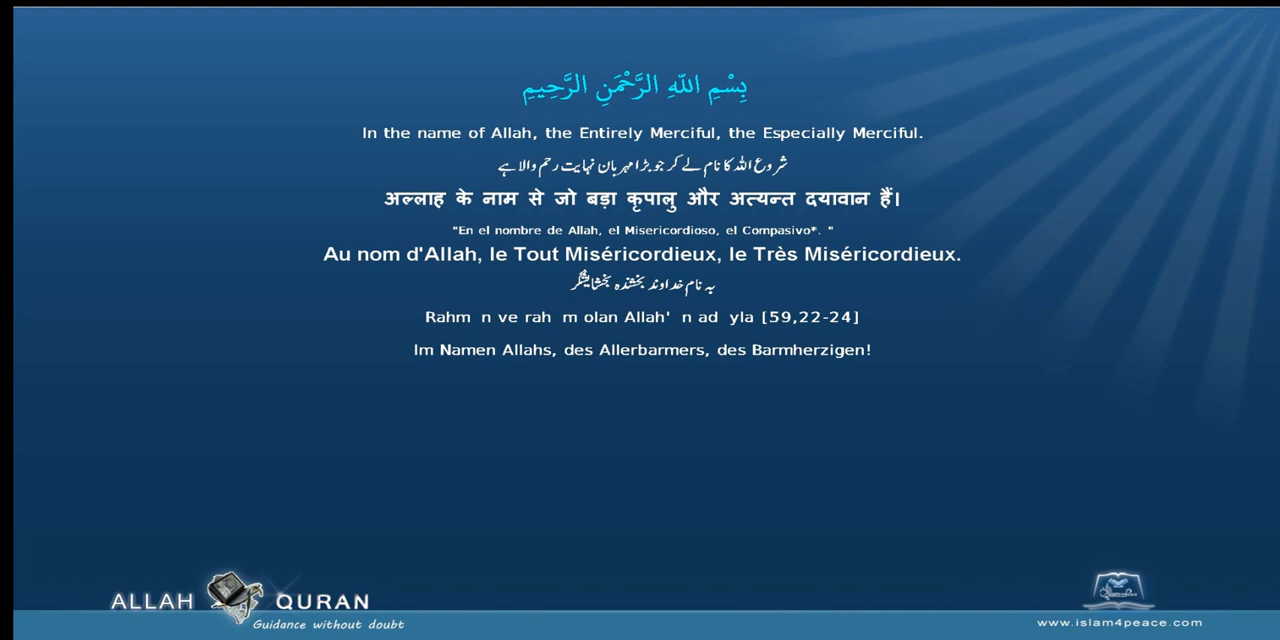 بِسْمِ اللّهِ الرَّحْمَنِ الرَّحِيمِ
In the name of Allah, the Entirely Merciful, the Especially Merciful.
شروع الله کا نام لے کر جو بڑا مہربان نہایت رحم والا ہے
अल्लाह के नाम से जो बड़ा कृपालु और अत्यन्त दयावान हैं।
"En el nombre de Allah, el Misericordioso, el Compasivo*. "
Au nom d'Allah, le Tout Miséricordieux, le Très Miséricordieux.
به نام خداوند بخشنده بخشایشگر
Rahm n ve rah m olan Allah' n ad yla [59,22-24]
Im Namen Allahs, des Allerbarmers, des Barmherzigen!
ALLAH QURAN
Guidance without doubt
www.islam4peace.com